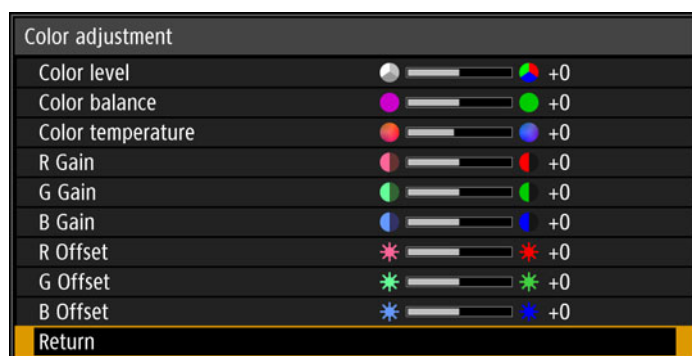 Color adjustment
Color level +0
Color balance +0
Color temperature +0
R Gain +0
G Gain +0
B Gain +0
R Offset +0
G Offset +0
B Offset +0
Return